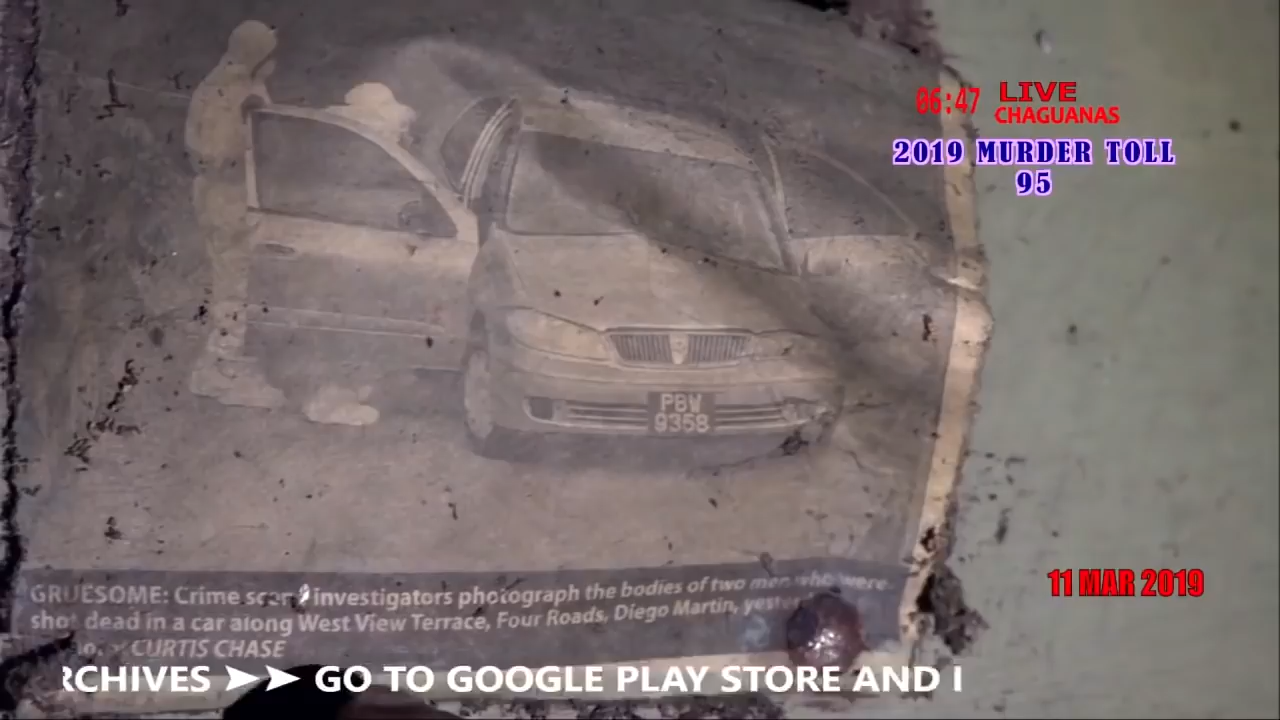 06:47 LIVE
CHAGUANAS
2019 MURDER TOLL
95
PBW
9358
11 MAR 2019
GRUESOME: Crime scene investigators photograph the bodies of two men who were
shot dead in a car along West View Terrace, Four Roads, Diego Martin,
CURTIS CHASE
RCHIVES ➤➤ GO TO GOOGLE PLAY STORE AND I